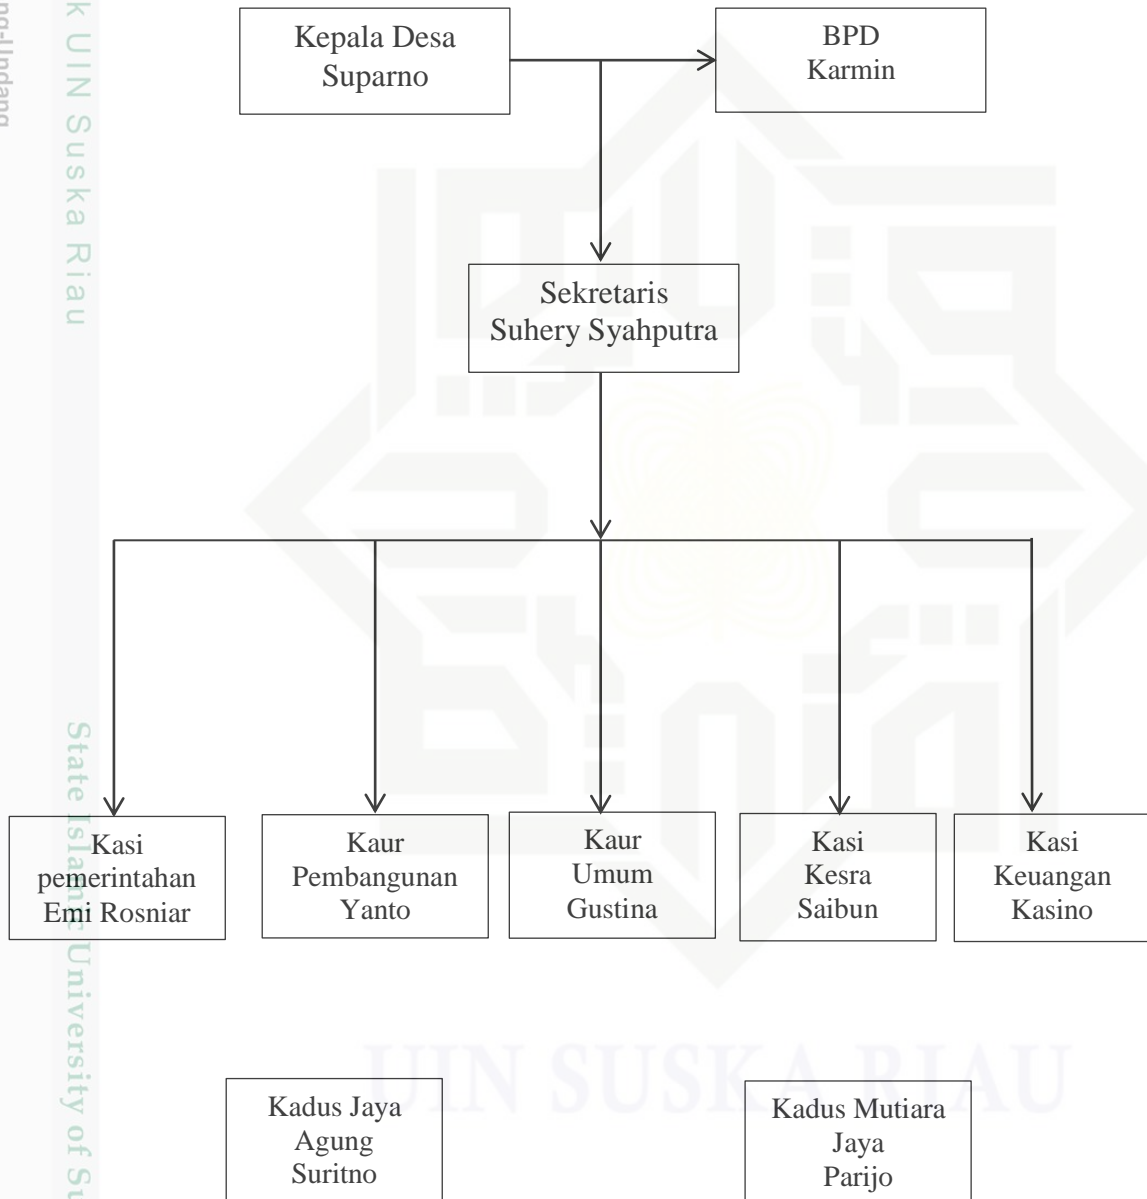 Kepala Desa
Suparno
BPD
Karmin
Sekretaris
Suhery Syahputra
Kasi
pemerintahan
Emi Rosniar
Kaur
Pembangunan
Yanto
Kaur
Umum
Gustina
Kasi
Kesra
Saibun
Kasi
Keuangan
Kasino
Kadus Jaya
Agung
Suritno
Kadus Mutiara
Jaya
Parijo
UIN SUSKA RIAU
k UIN Suska Riau
State Islamic University of Su
ng-Undang